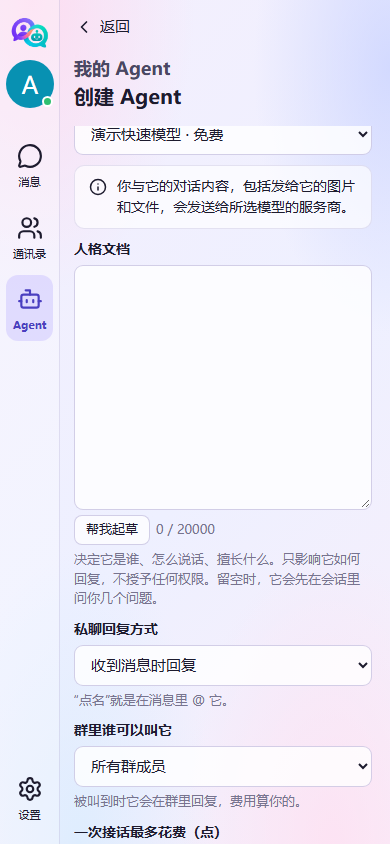 返回
我的 Agent
创建 Agent
A
消息
通讯录
Agent
设置
演示快速模型 · 免费
你与它的对话内容，包括发给它的图片
和文件，会发送给所选模型的服务商。
人格文档
帮我起草
0 / 20000
决定它是谁、怎么说话、擅长什么。只影响它如何
回复，不授予任何权限。留空时，它会先在会话里
问你几个问题。
私聊回复方式
收到消息时回复
“点名”就是在消息里 @ 它。
群里谁可以叫它
所有群成员
被叫到时它会在群里回复，费用算你的。
一次接话最多花费（点）